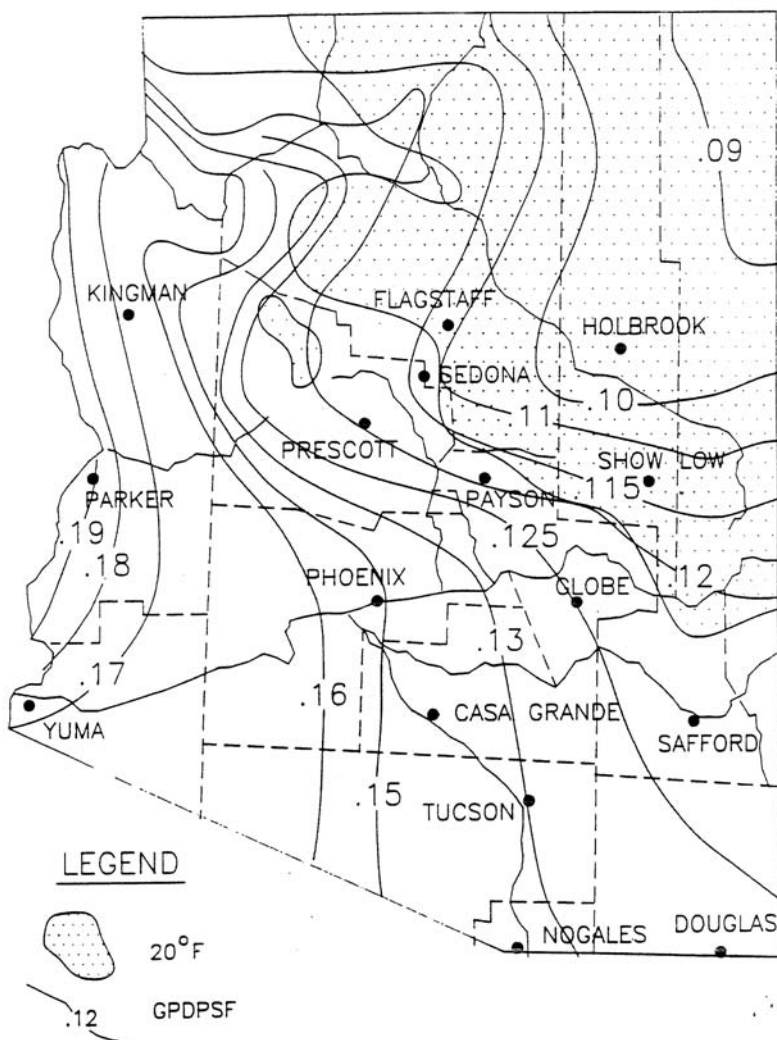 .09
KINGMAN
FLAGSTAFF
HOLBROOK
SEDONA
.10
.11
PRESCOTT
SHOW LOW
PARKER
PAYSON
.115
.19
.125
.18
PHOENIX
GLOBE
.12
.13
.17
.16
YUMA
CASA GRANDE
SAFFORD
.15
TUCSON
LEGEND
NOGALES
DOUGLAS
20°F
.12
GPDPSF